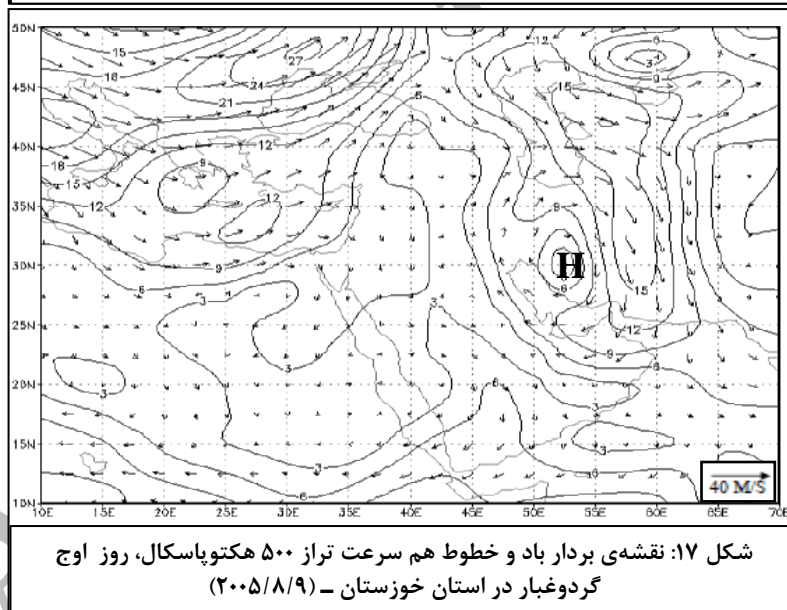 50N
45N
40N
35N
30N
25N
20N
15N
10N
10E 15E 20E 25E 30E 35E 40E 45E 50E 55E 60E 65E 70E
15
18
21
24
27
12
9
6
3
H
40 M/S
شکل ۱۷: نقشه‌ی بردار باد و خطوط هم سرعت تراز ۵۰۰ هکتوپاسکال، روز اوج
گردوغبار در استان خوزستان ـ (۲۰۰۵/۸/۹)